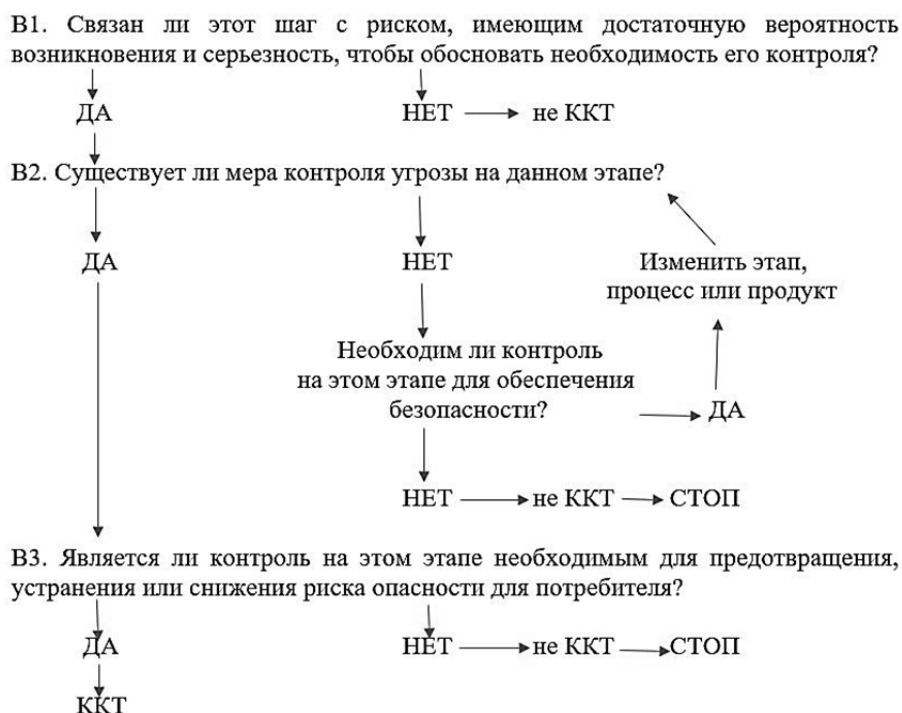 В1. Связан ли этот шаг с риском, имеющим достаточную вероятность
возникновения и серьезность, чтобы обосновать необходимость его контроля?
ДА НЕТ не ККТ
В2. Существует ли мера контроля угрозы на данном этапе?
ДА НЕТ Изменить этап,
процесс или продукт
Необходим ли контроль
на этом этапе для обеспечения
безопасности? ДА
НЕТ не ККТ СТОП
В3. Является ли контроль на этом этапе необходимым для предотвращения,
устранения или снижения риска опасности для потребителя?
ДА НЕТ не ККТ СТОП
ККТ